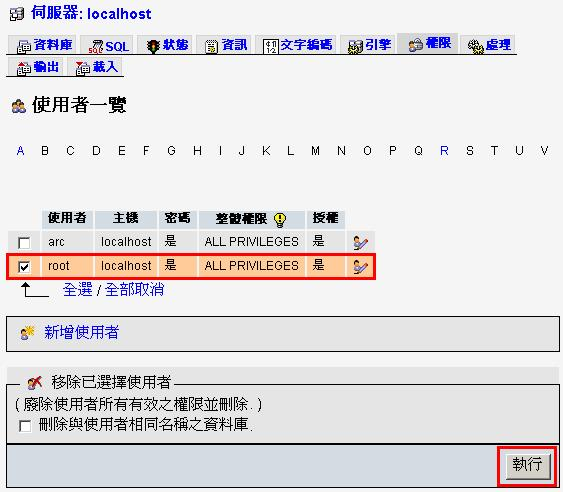 伺服器: localhost
資料庫 SQL 狀態 資訊 文字編碼 引擎 權限 處理
輸出 載入
使用者一覽
A B C D E F G H I J K L M N O P Q R S T U V
使用者 主機 密碼 整體權限 授權
arc localhost 是 ALL PRIVILEGES 是
root localhost 是 ALL PRIVILEGES 是
全選 / 全部取消
新增使用者
移除已選擇使用者
( 廢除使用者所有有效之權限並刪除. )
刪除與使用者相同名稱之資料庫.
執行